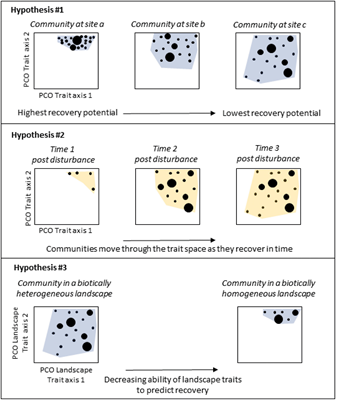 Hypothesis #1
Community at site a
Community at site b
Community at site c
PCO Trait axis 2
PCO Trait axis 1
Highest recovery potential
Lowest recovery potential
Hypothesis #2
Time 1
post disturbance
Time 2
post disturbance
Time 3
post disturbance
PCO Trait axis 2
PCO Trait axis 1
Communities move through the trait space as they recover in time
Hypothesis #3
Community in a biotically
heterogeneous landscape
Community in a biotically
homogeneous landscape
PCO Landscape
Trait axis 2
PCO Landscape
Trait axis 1
Decreasing ability of landscape traits
to predict recovery